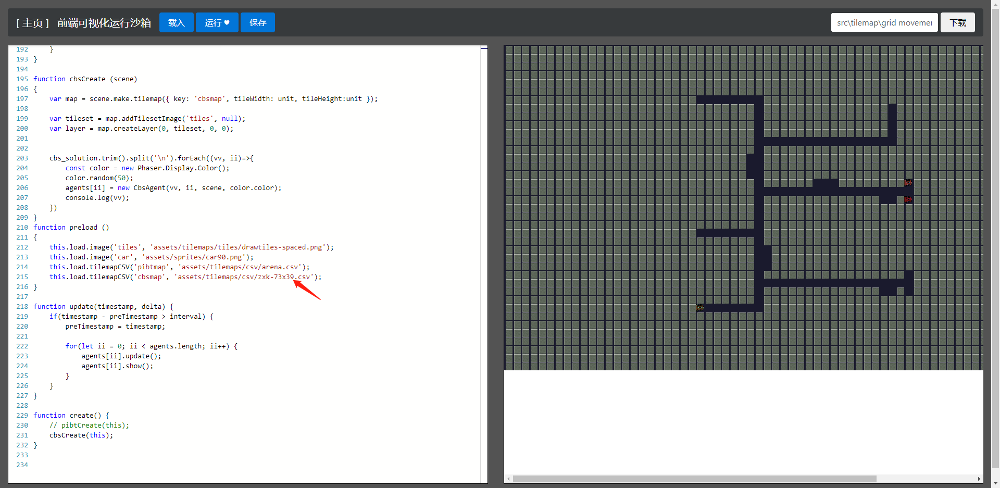 [ 主页 ] 前端可视化运行沙箱 载入 运行 ♥ 保存 src\tilemap\grid movemen 下载
192 }
193 }
194
195 function cbsCreate (scene)
196 {
197 var map = scene.make.tilemap({ key: 'cbsmap', tileWidth: unit, tileHeight:unit });
198
199 var tileset = map.addTilesetImage('tiles', null);
200 var layer = map.createLayer(0, tileset, 0, 0);
201
202
203 cbs_solution.trim().split('\n').forEach((vv, ii)=>{
204 const color = new Phaser.Display.Color();
205 color.random(50);
206 agents[ii] = new CbsAgent(vv, ii, scene, color.color);
207 console.log(vv);
208 })
209 }
210 function preload ()
211 {
212 this.load.image('tiles', 'assets/tilemaps/tiles/drawtiles-spaced.png');
213 this.load.image('car', 'assets/sprites/car90.png');
214 this.load.tilemapCSV('pibtmap', 'assets/tilemaps/csv/arena.csv');
215 this.load.tilemapCSV('cbsmap', 'assets/tilemaps/csv/zxk-73x39.csv');
216 }
217
218 function update(timestamp, delta) {
219 if(timestamp - preTimestamp > interval) {
220 preTimestamp = timestamp;
221
222 for(let ii = 0; ii < agents.length; ii++) {
223 agents[ii].update();
224 agents[ii].show();
225 }
226 }
227 }
228
229 function create() {
230 // pibtCreate(this);
231 cbsCreate(this);
232 }
233
234